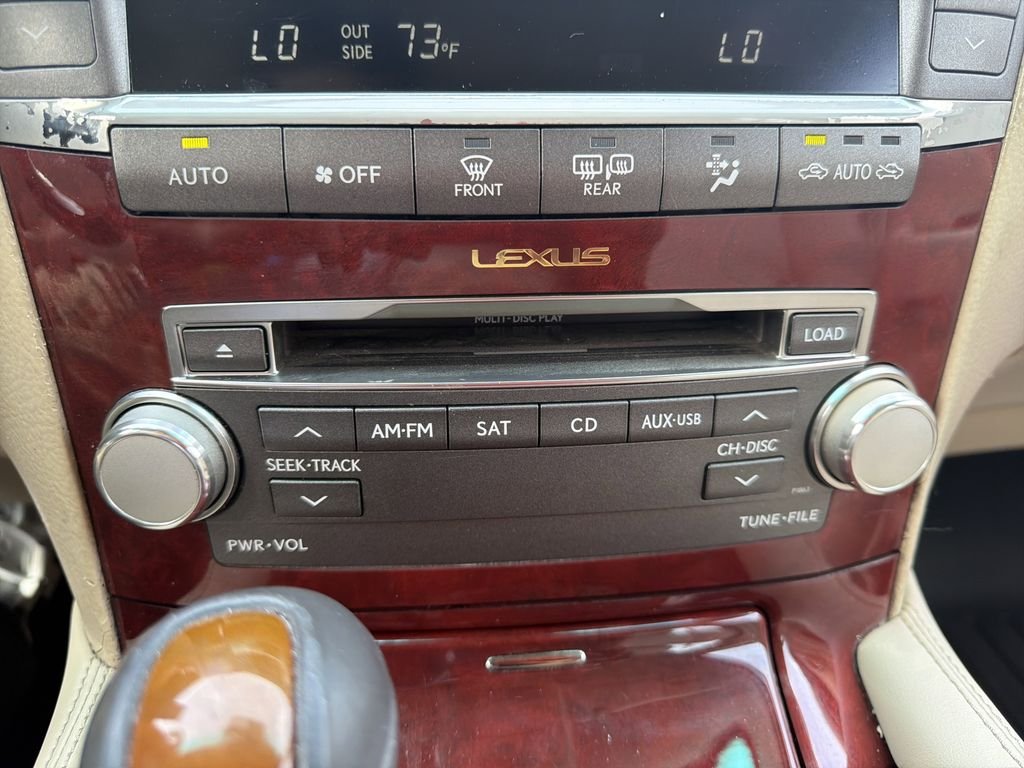 LO OUT SIDE 73°F LO
AUTO OFF FRONT REAR AUTO
LEXUS
MULTI-DISC PLAY
LOAD
AM·FM SAT CD AUX·USB
SEEK·TRACK CH·DISC
PWR·VOL TUNE·FILE